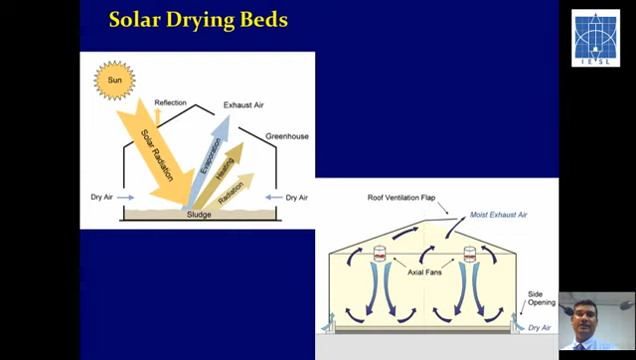 Solar Drying Beds
Sun
Reflection
Exhaust Air
Greenhouse
Solar Radiation
Evaporation
Heating
Radiation
Dry Air
Dry Air
Sludge
Roof Ventilation Flap
Moist Exhaust Air
Axial Fans
Side
Opening
Dry Air
I E S L